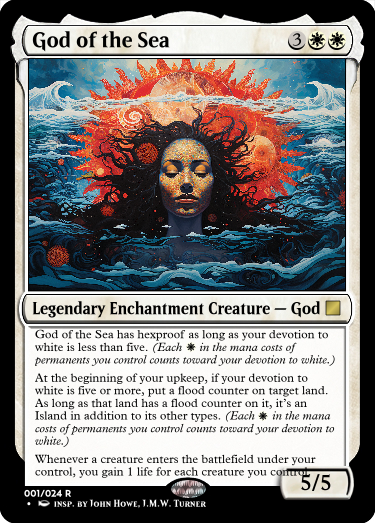 God of the Sea 3
Legendary Enchantment Creature — God
God of the Sea has hexproof as long as your devotion to
white is less than five. (Each in the mana costs of
permanents you control counts toward your devotion to white.)
At the beginning of your upkeep, if your devotion to
white is five or more, put a flood counter on target land.
As long as that land has a flood counter on it, it's an
Island in addition to its other types. (Each in the mana
costs of permanents you control counts toward your devotion to
white.)
Whenever a creature enters the battlefield under your
control, you gain 1 life for each creature you control
5/5
001/024 R
• INSP. BY JOHN HOWE, J.M.W. TURNER